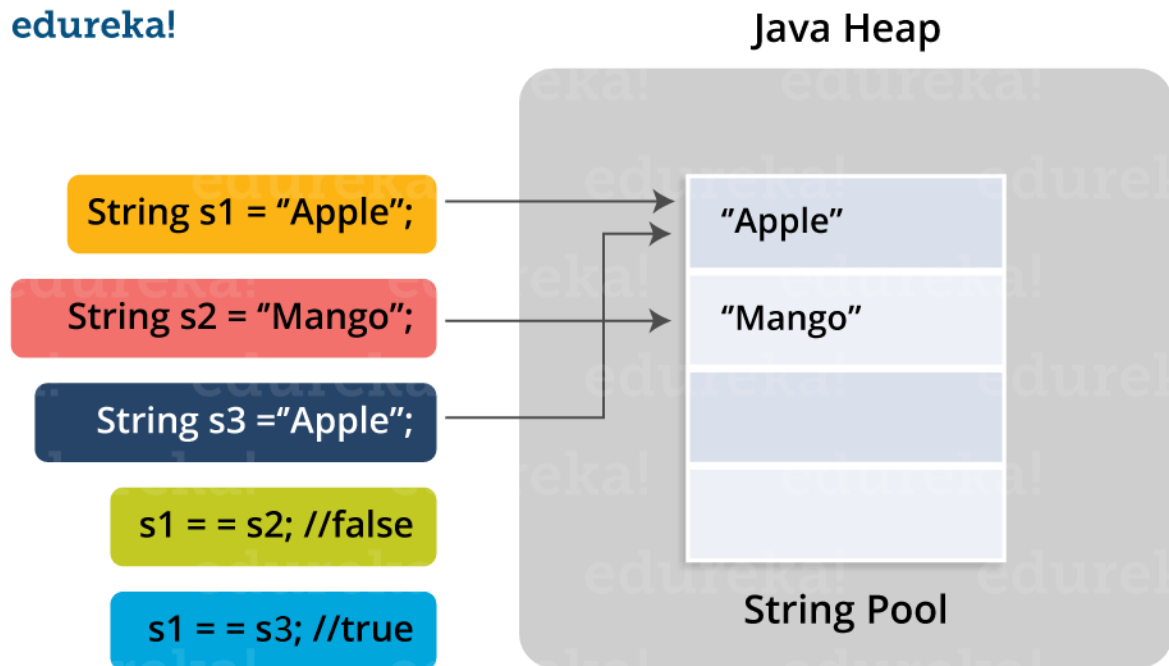 edureka!
Java Heap
String s1 = "Apple";
String s2 = "Mango";
String s3 ="Apple";
s1 = = s2; //false
s1 = = s3; //true
"Apple"
"Mango"
String Pool